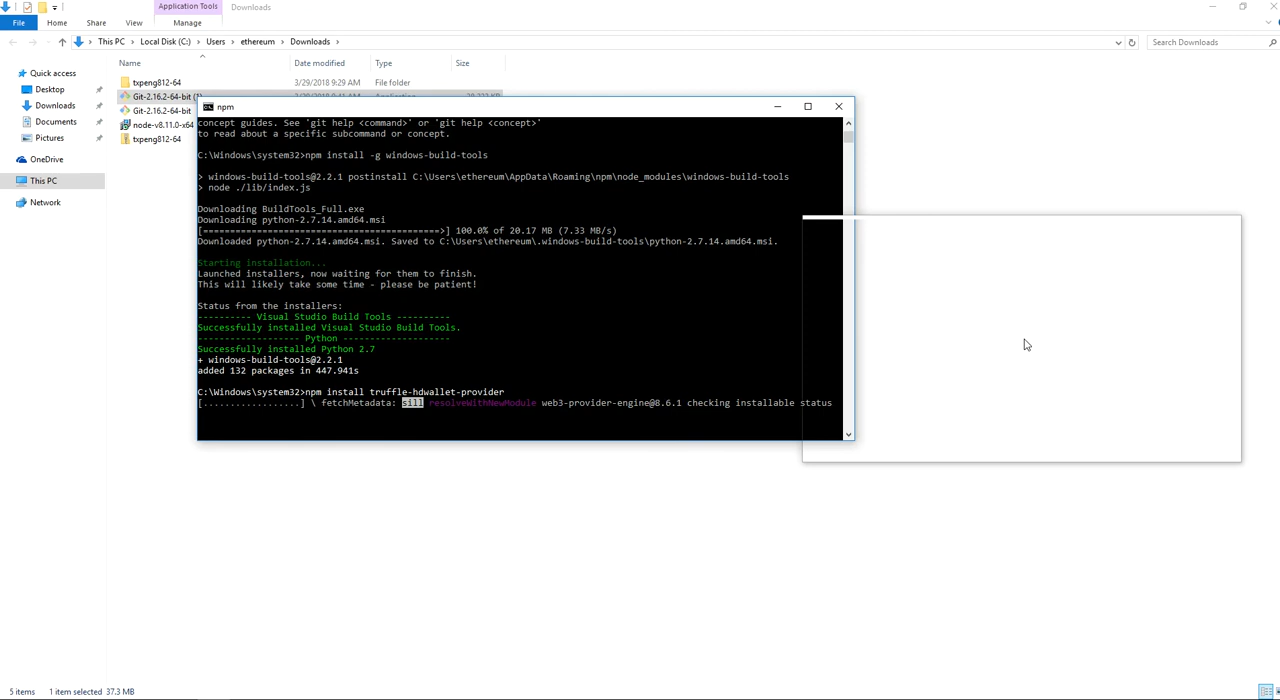 Application Tools
Downloads
File
Home
Share
View
Manage
This PC
Local Disk (C:)
Users
ethereum
Downloads
Search Downloads
Name
Date modified
Type
Size
Quick access
Desktop
Downloads
Documents
Pictures
OneDrive
This PC
Network
txpeng812-64
3/29/2018 9:29 AM
File folder
Git-2.16.2-64-bit (1)
Git-2.16.2-64-bit
node-v8.11.0-x64
txpeng812-64
npm
concept guides. See 'git help <command>' or 'git help <concept>'
to read about a specific subcommand or concept.
C:\Windows\system32>npm install -g windows-build-tools
> windows-build-tools@2.2.1 postinstall C:\Users\ethereum\AppData\Roaming\npm\node_modules\windows-build-tools
> node ./lib/index.js
Downloading BuildTools_Full.exe
Downloading python-2.7.14.amd64.msi
[============================================>] 100.0% of 20.17 MB (7.33 MB/s)
Downloaded python-2.7.14.amd64.msi. Saved to C:\Users\ethereum\.windows-build-tools\python-2.7.14.amd64.msi.
Starting installation...
Launched installers, now waiting for them to finish.
This will likely take some time - please be patient!
Status from the installers:
---------- Visual Studio Build Tools ----------
Successfully installed Visual Studio Build Tools.
------------------- Python --------------------
Successfully installed Python 2.7
+ windows-build-tools@2.2.1
added 132 packages in 447.941s
C:\Windows\system32>npm install truffle-hdwallet-provider
[..................] \ fetchMetadata: sill resolveWithNewModule web3-provider-engine@8.6.1 checking installable status
5 items
1 item selected 37.3 MB